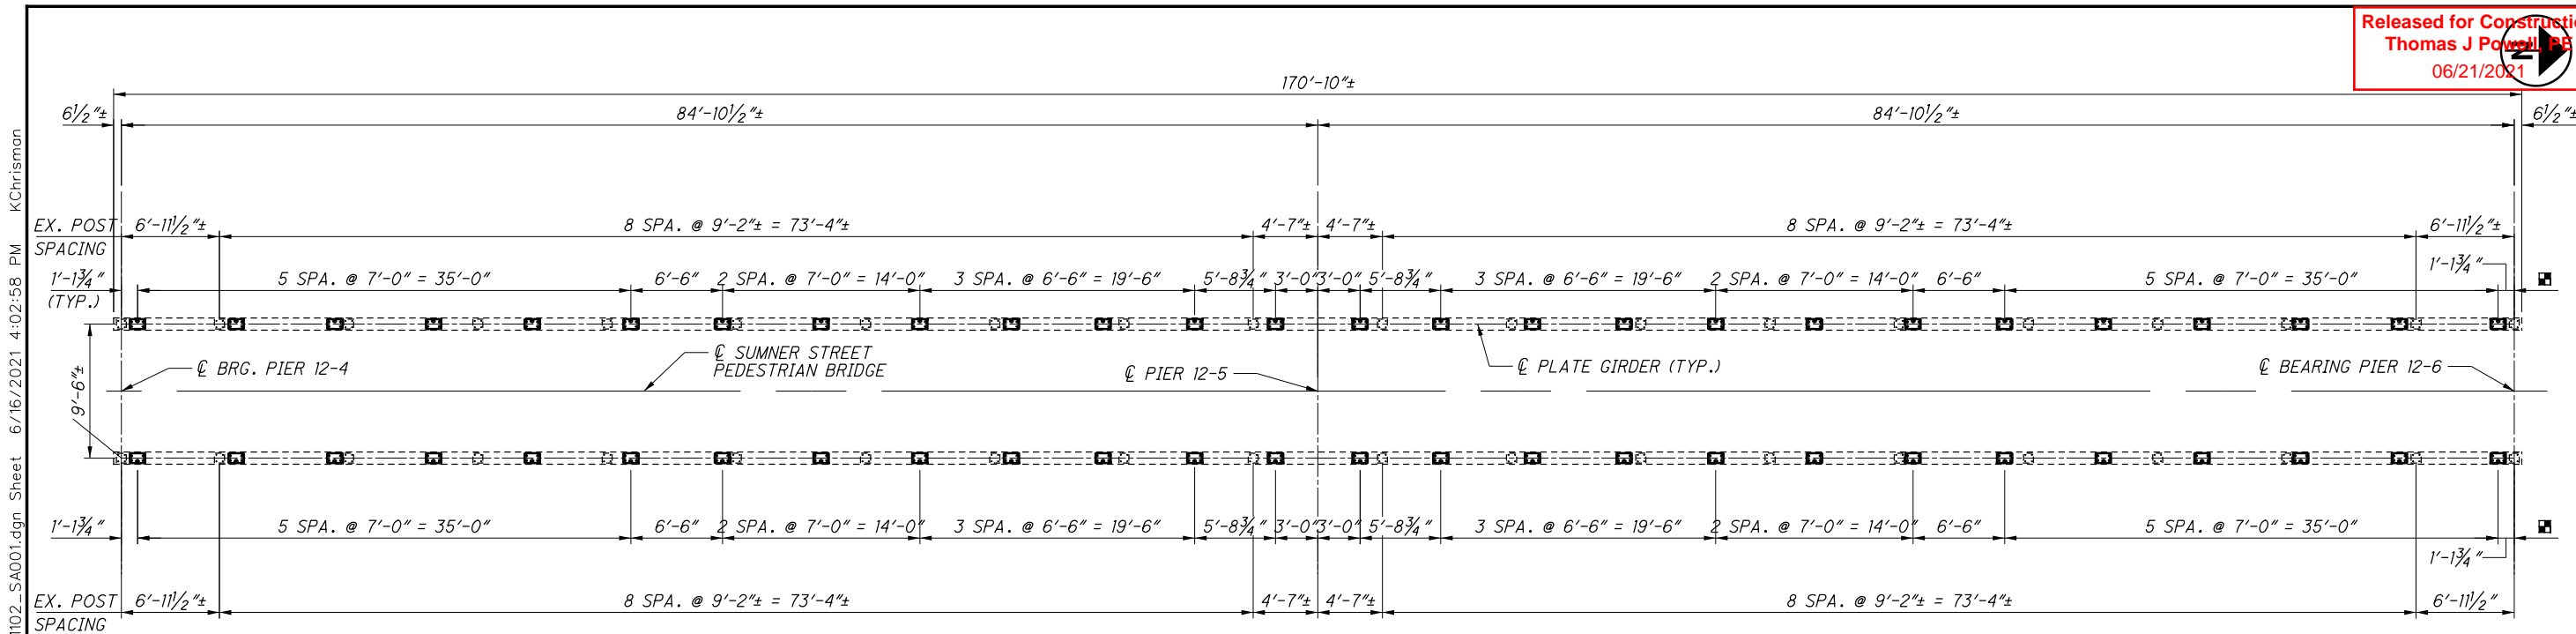 Released for Constructi
Thomas J Powell, PE
06/21/2021
N
170'-10"±
6½"± 84'-10½"± 84'-10½"± 6½"±
EX. POST 6'-11½"± 8 SPA. @ 9'-2"± = 73'-4"± 4'-7"± 4'-7"± 8 SPA. @ 9'-2"± = 73'-4"± 6'-11½"±
SPACING
1'-1¾" 5 SPA. @ 7'-0" = 35'-0" 6'-6" 2 SPA. @ 7'-0" = 14'-0" 3 SPA. @ 6'-6" = 19'-6" 5'-8¾" 3'-0" 3'-0" 5'-8¾" 3 SPA. @ 6'-6" = 19'-6" 2 SPA. @ 7'-0" = 14'-0" 6'-6" 5 SPA. @ 7'-0" = 35'-0" 1'-1¾"
(TYP.)
9'-6"±
℄ BRG. PIER 12-4
℄ SUMNER STREET
PEDESTRIAN BRIDGE
℄ PIER 12-5
℄ PLATE GIRDER (TYP.)
℄ BEARING PIER 12-6
1'-1¾" 5 SPA. @ 7'-0" = 35'-0" 6'-6" 2 SPA. @ 7'-0" = 14'-0" 3 SPA. @ 6'-6" = 19'-6" 5'-8¾" 3'-0" 3'-0" 5'-8¾" 3 SPA. @ 6'-6" = 19'-6" 2 SPA. @ 7'-0" = 14'-0" 6'-6" 5 SPA. @ 7'-0" = 35'-0"
1'-1¾"
EX. POST 6'-11½"± 8 SPA. @ 9'-2"± = 73'-4"± 4'-7"± 4'-7"± 8 SPA. @ 9'-2"± = 73'-4"± 6'-11½"
SPACING
1102_SA001.dgn Sheet 6/16/2021 4:02:58 PM KChrisman